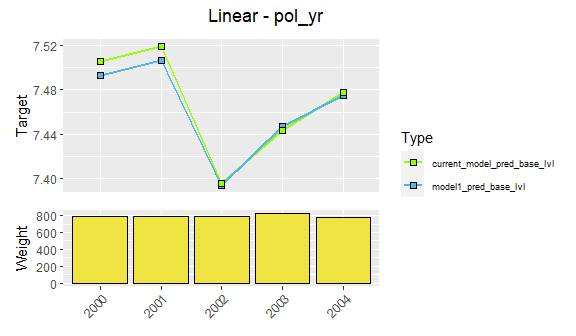 Linear - pol_yr
Target
7.52
7.48
7.44
7.40
Weight
800
600
400
200
0
2000
2001
2002
2003
2004
Type
current_model_pred_base_lvl
model1_pred_base_lvl